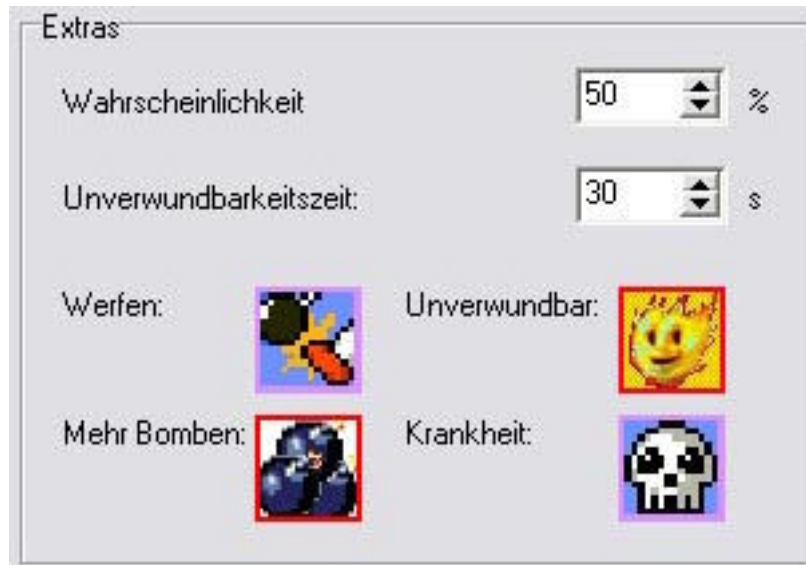 Extras
Wahrscheinlichkeit 50 %
Unverwundbarkeitszeit: 30 s
Werfen: Unverwundbar:
Mehr Bomben: Krankheit: